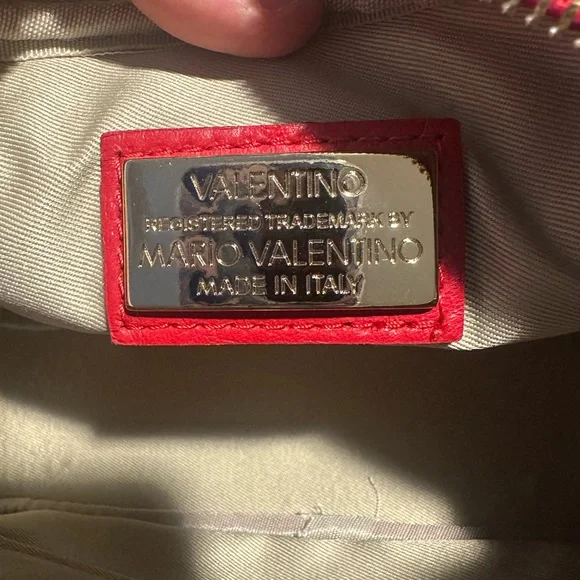 VALENTINO
REGISTERED TRADEMARK BY
MARIO VALENTINO
MADE IN ITALY